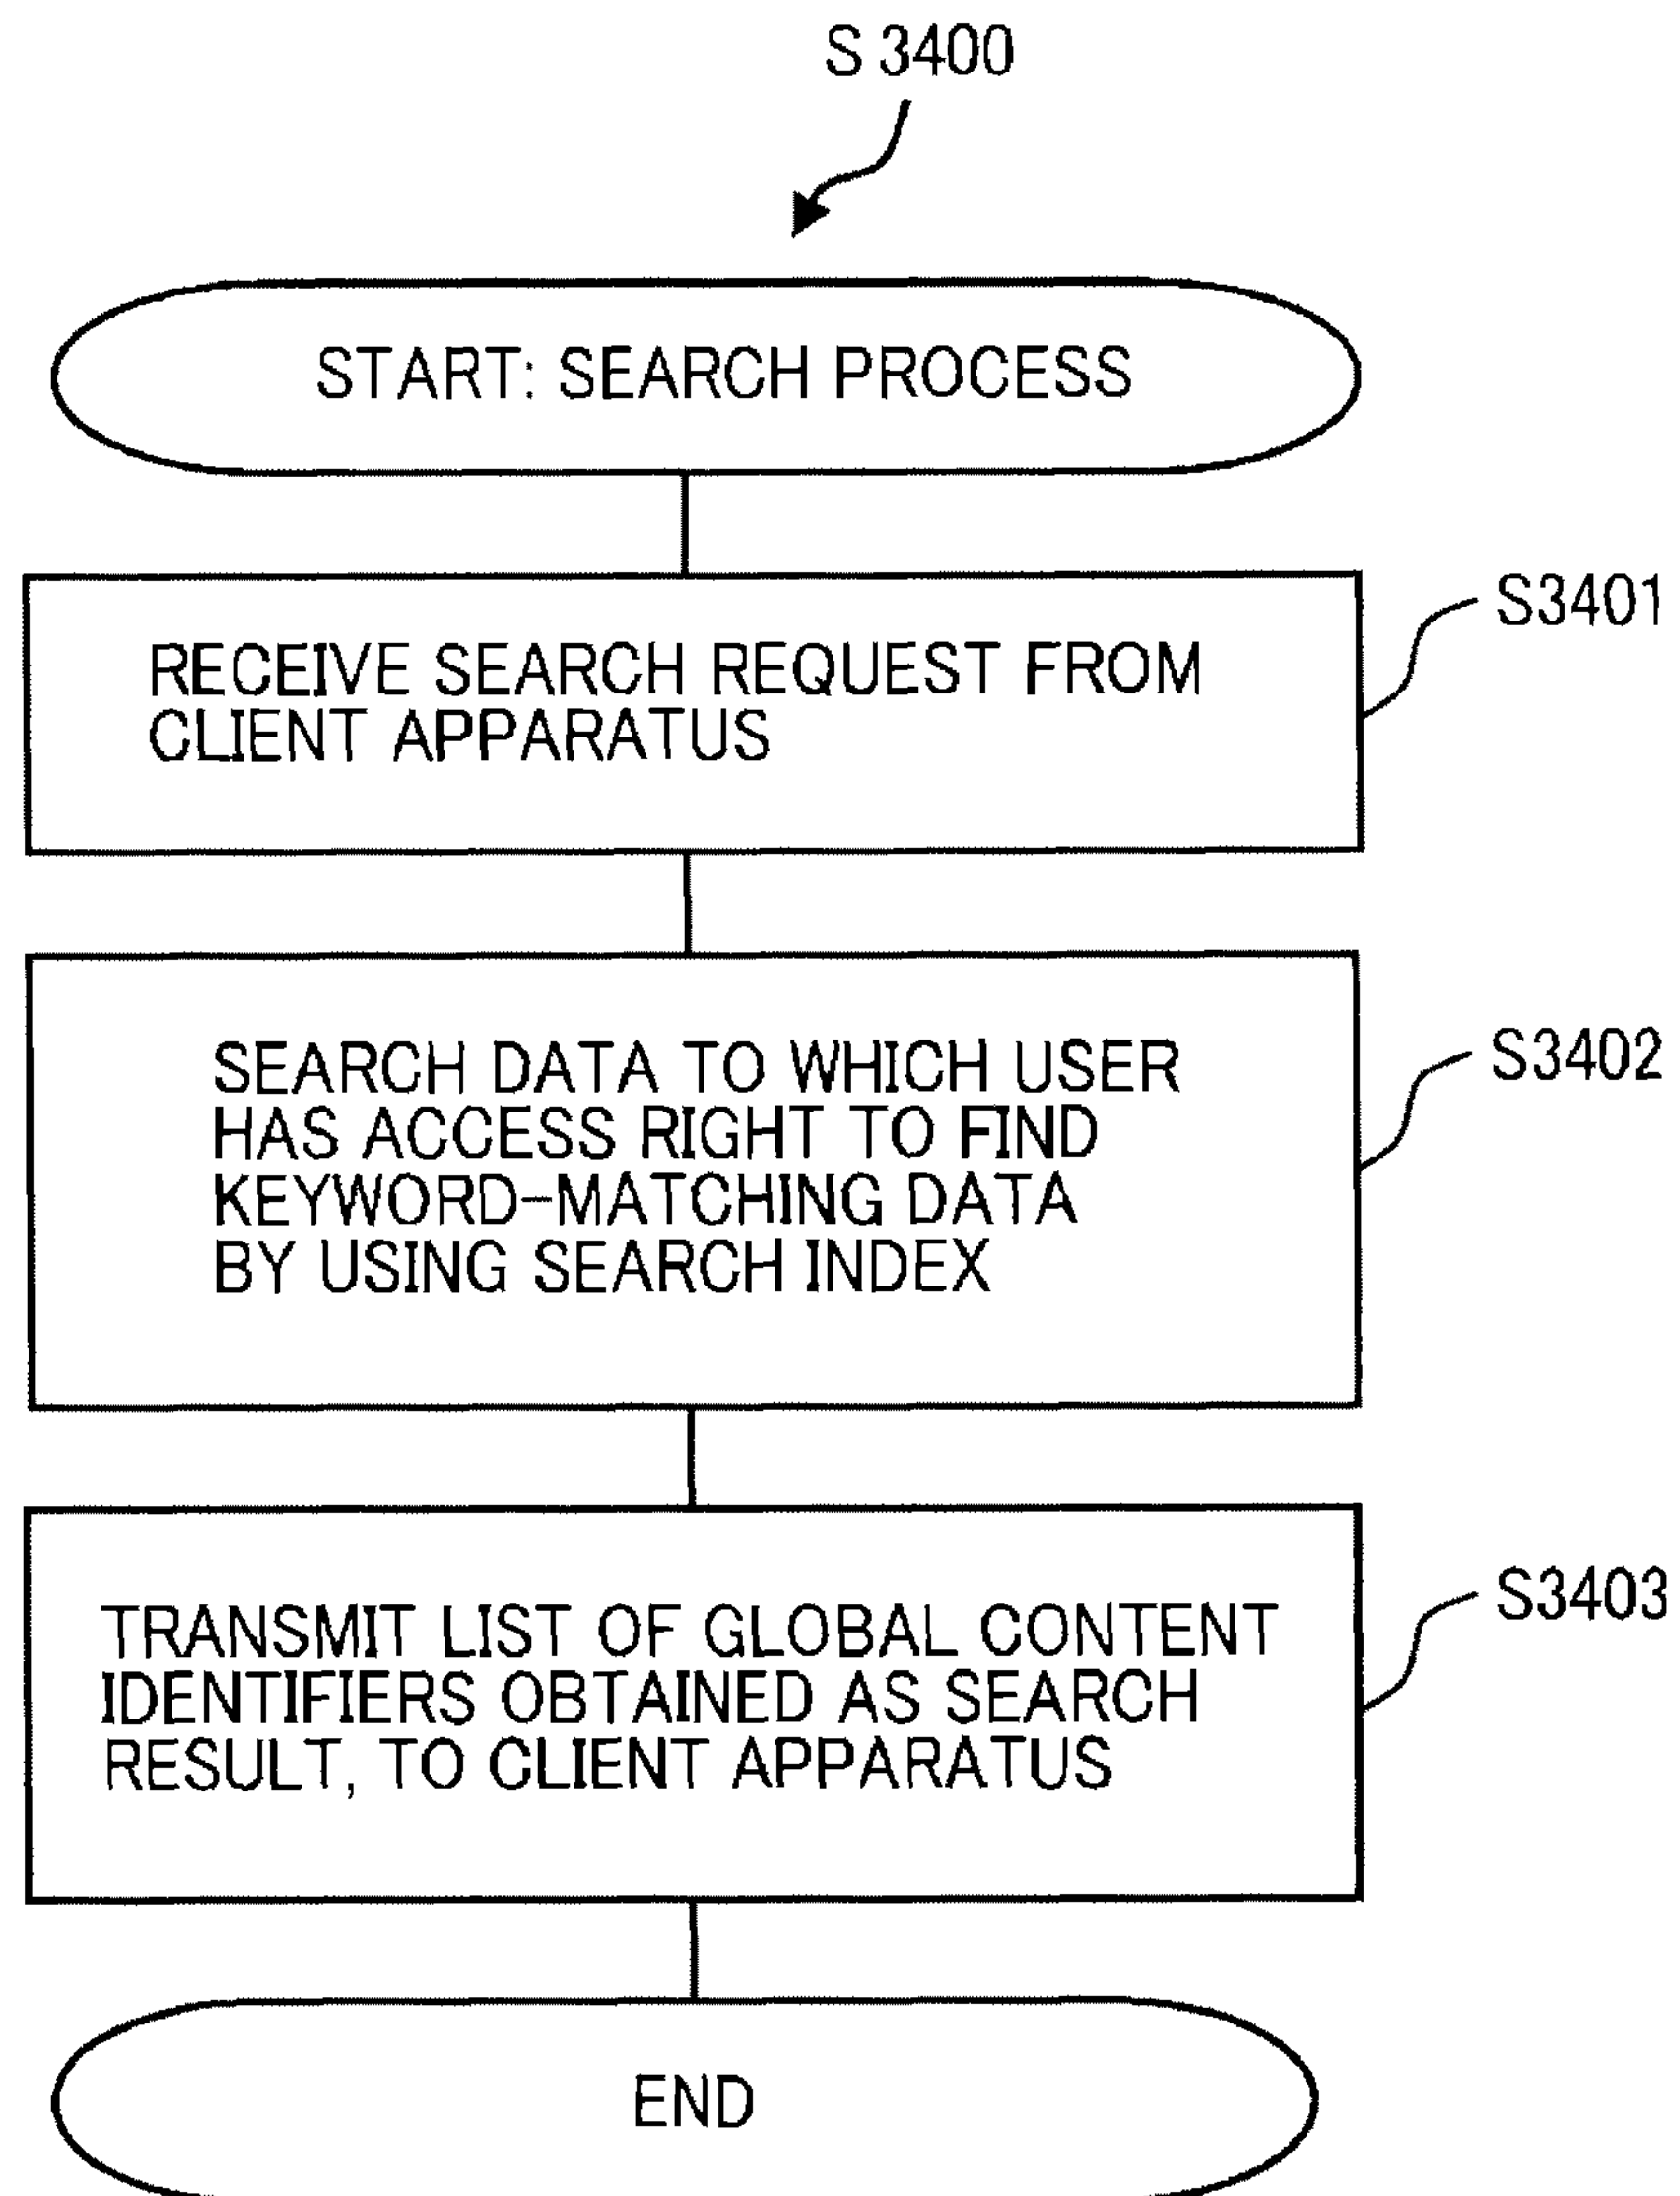 S 3400
START: SEARCH PROCESS
RECEIVE SEARCH REQUEST FROM
CLIENT APPARATUS
S3401
SEARCH DATA TO WHICH USER
HAS ACCESS RIGHT TO FIND
KEYWORD-MATCHING DATA
BY USING SEARCH INDEX
S3402
TRANSMIT LIST OF GLOBAL CONTENT
IDENTIFIERS OBTAINED AS SEARCH
RESULT, TO CLIENT APPARATUS
S3403
END